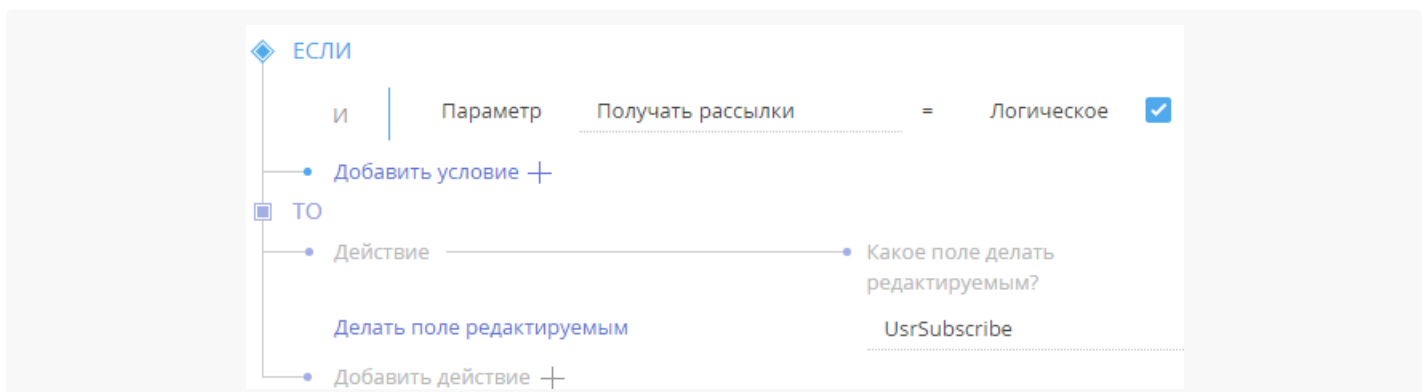 ЕСЛИ
И Параметр Получать рассылки = Логическое
Добавить условие
ТО
Действие Какое поле делать
редактируемым?
Делать поле редактируемым UsrSubscribe
Добавить действие